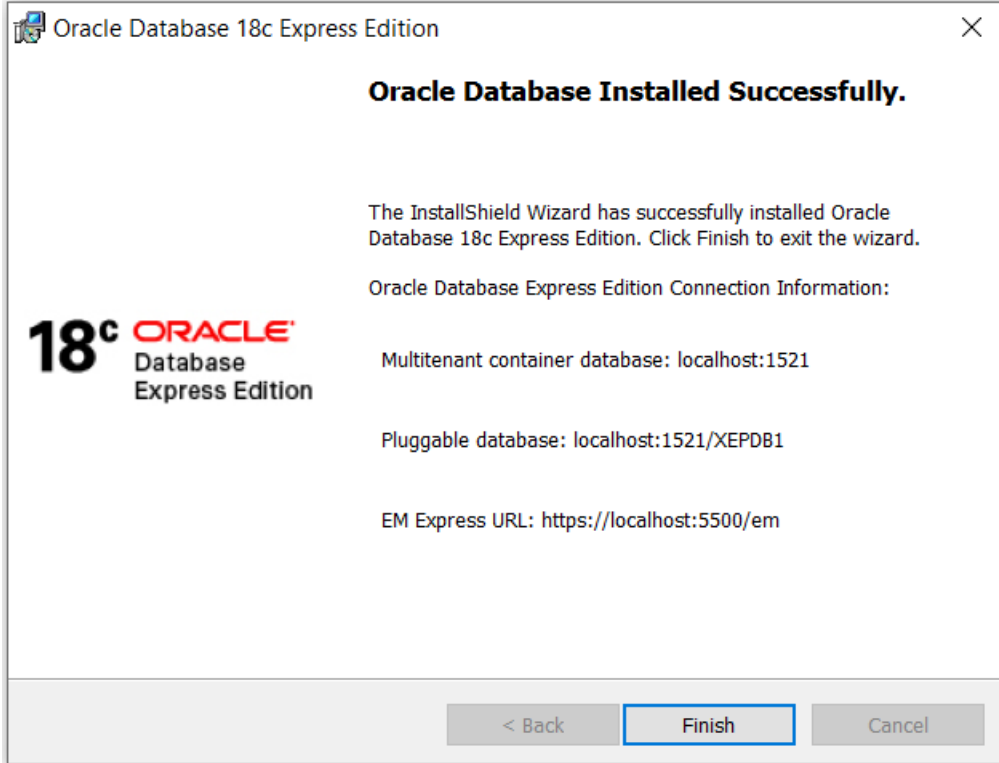 Oracle Database 18c Express Edition
Oracle Database Installed Successfully.
The InstallShield Wizard has successfully installed Oracle
Database 18c Express Edition. Click Finish to exit the wizard.
Oracle Database Express Edition Connection Information:
18c ORACLE
Database
Express Edition
Multitenant container database: localhost:1521
Pluggable database: localhost:1521/XEPDB1
EM Express URL: https://localhost:5500/em
< Back Finish Cancel